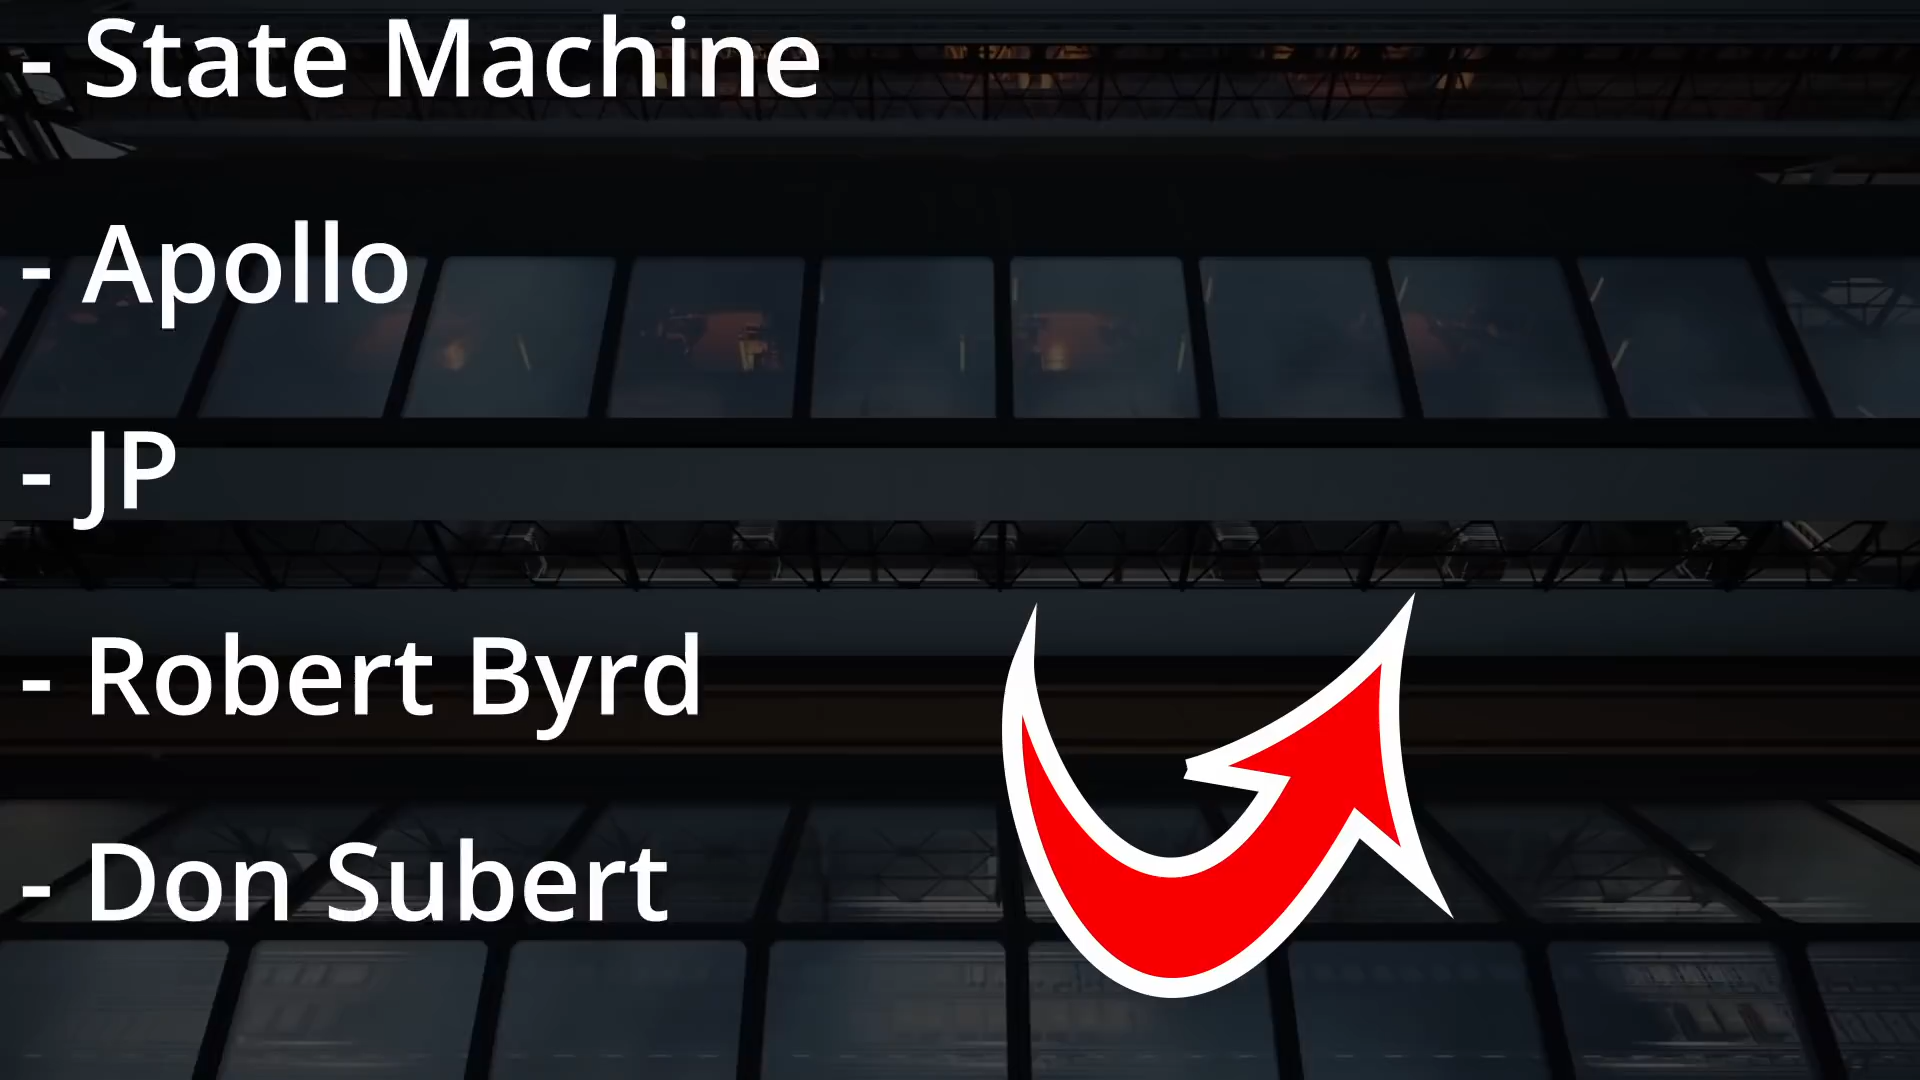 - State Machine
- Apollo
- JP
- Robert Byrd
- Don Subert